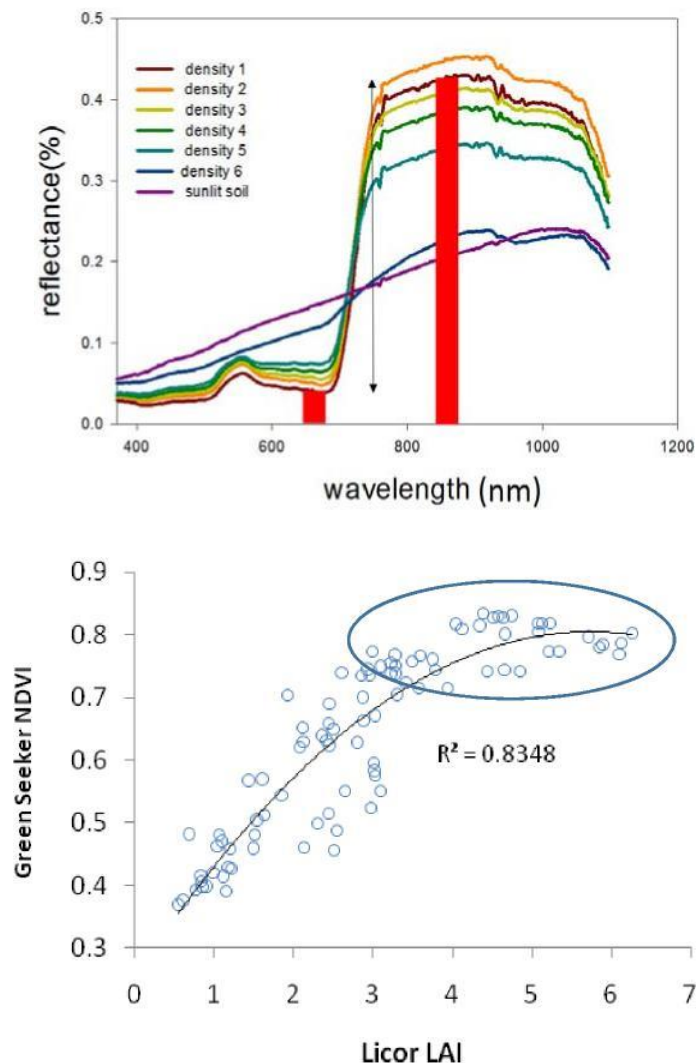 0.5
0.4
0.3
0.2
0.1
0.0
reflectance(%)
density 1
density 2
density 3
density 4
density 5
density 6
sunlit soil
400 600 800 1000 1200
wavelength (nm)
0.9
0.8
0.7
0.6
0.5
0.4
0.3
Green Seeker NDVI
R² = 0.8348
0 1 2 3 4 5 6 7
Licor LAI